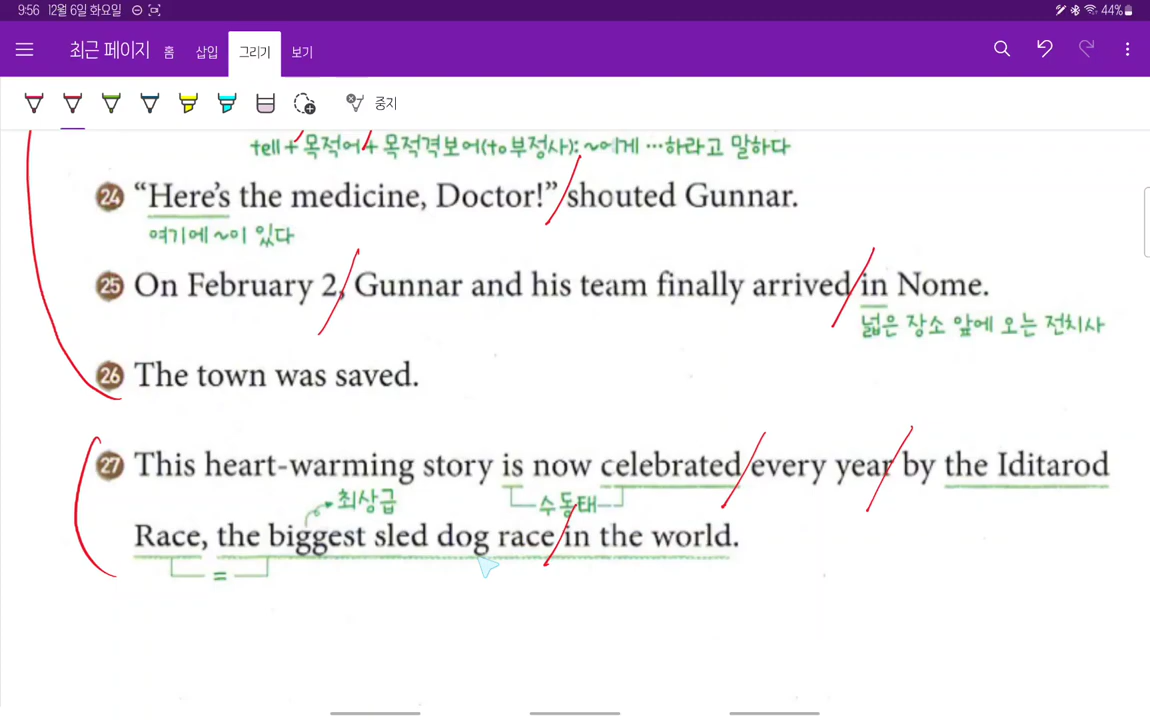 9:56 12월 6일 화요일 44%
최근 페이지 홈 삽입 그리기 보기
중지
tell + 목적어 + 목적격보어(to부정사): ~에게 …하라고 말하다
24 “Here’s the medicine, Doctor!” shouted Gunnar.
여기에 ~이 있다
25 On February 2, Gunnar and his team finally arrived in Nome.
넓은 장소 앞에 오는 전치사
26 The town was saved.
27 This heart-warming story is now celebrated every year by the Iditarod
최상급 수동태
Race, the biggest sled dog race in the world.
=